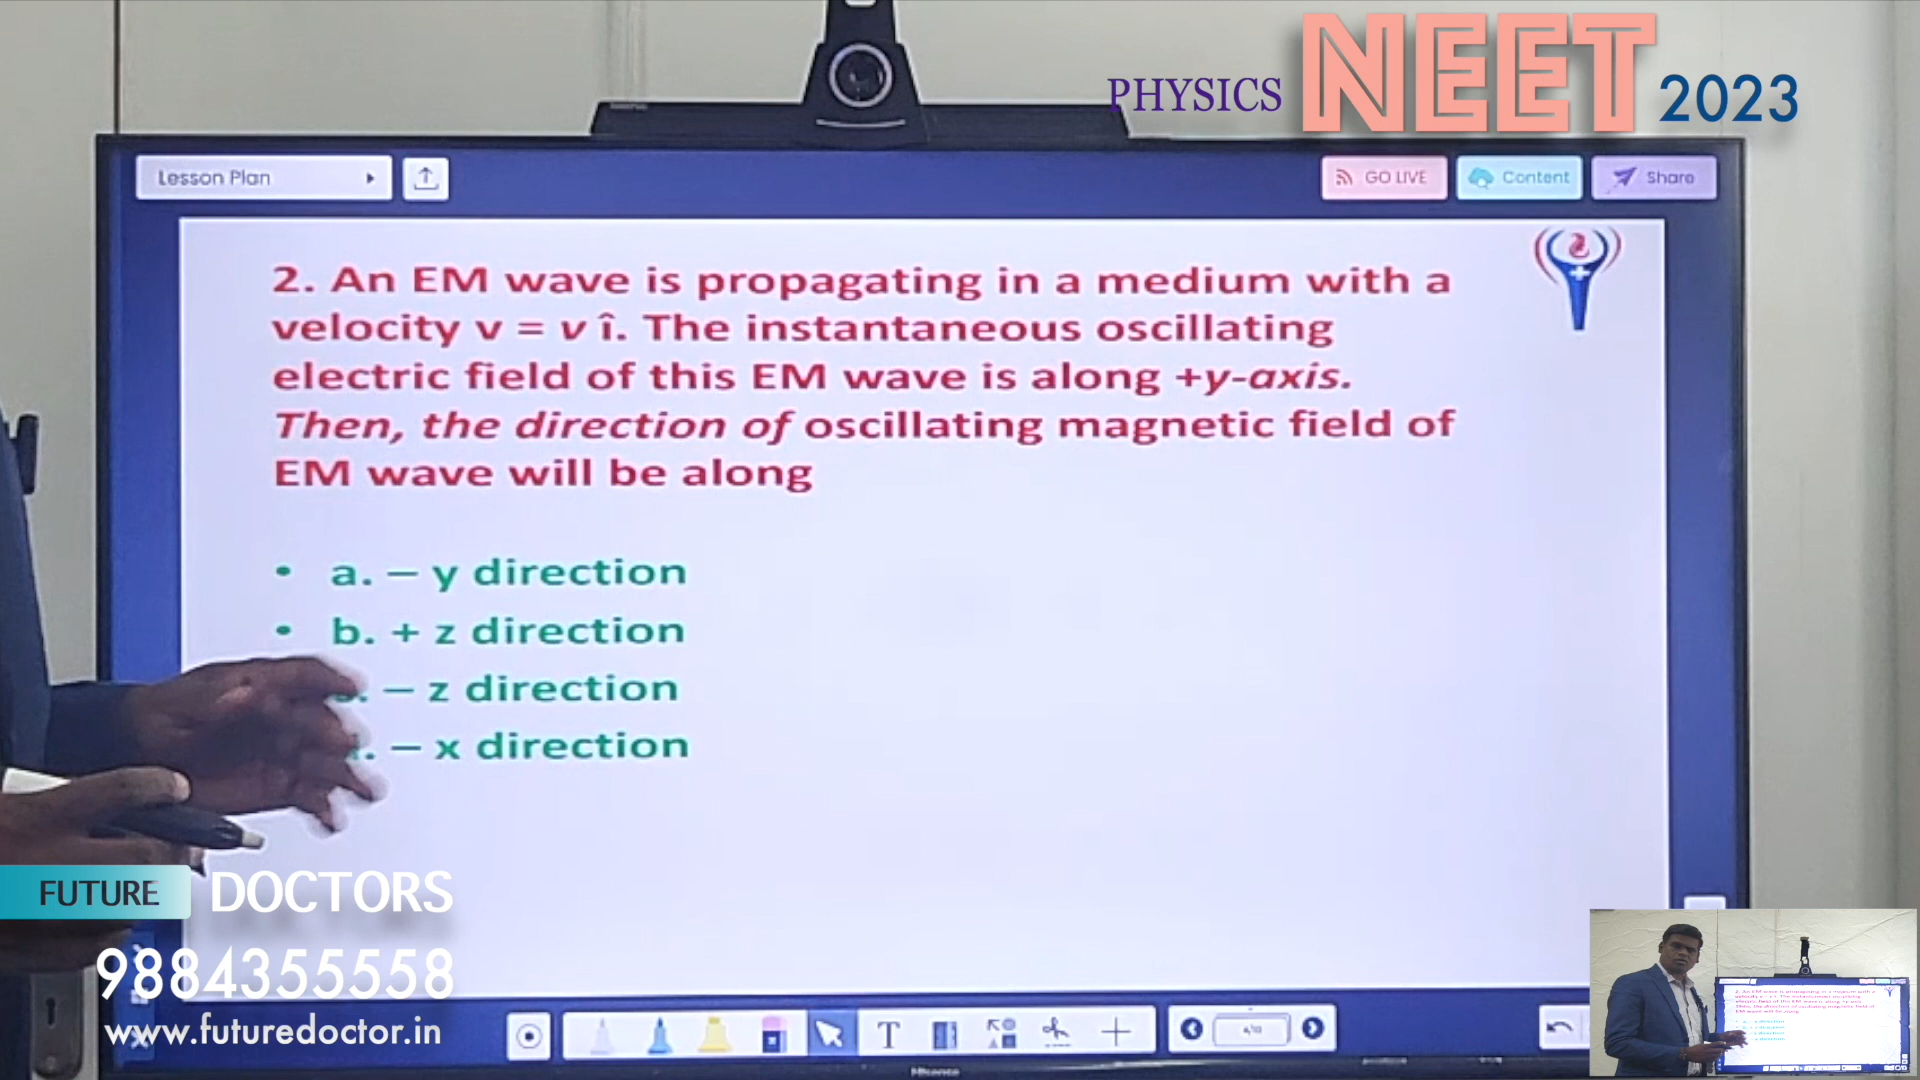 PHYSICS NEET 2023
Lesson Plan
GO LIVE
Content
Share
2. An EM wave is propagating in a medium with a
velocity v = v î. The instantaneous oscillating
electric field of this EM wave is along +y-axis.
Then, the direction of oscillating magnetic field of
EM wave will be along
• a. – y direction
• b. + z direction
– z direction
– x direction
FUTURE DOCTORS
9884355558
www.futuredoctor.in
T
Hisense